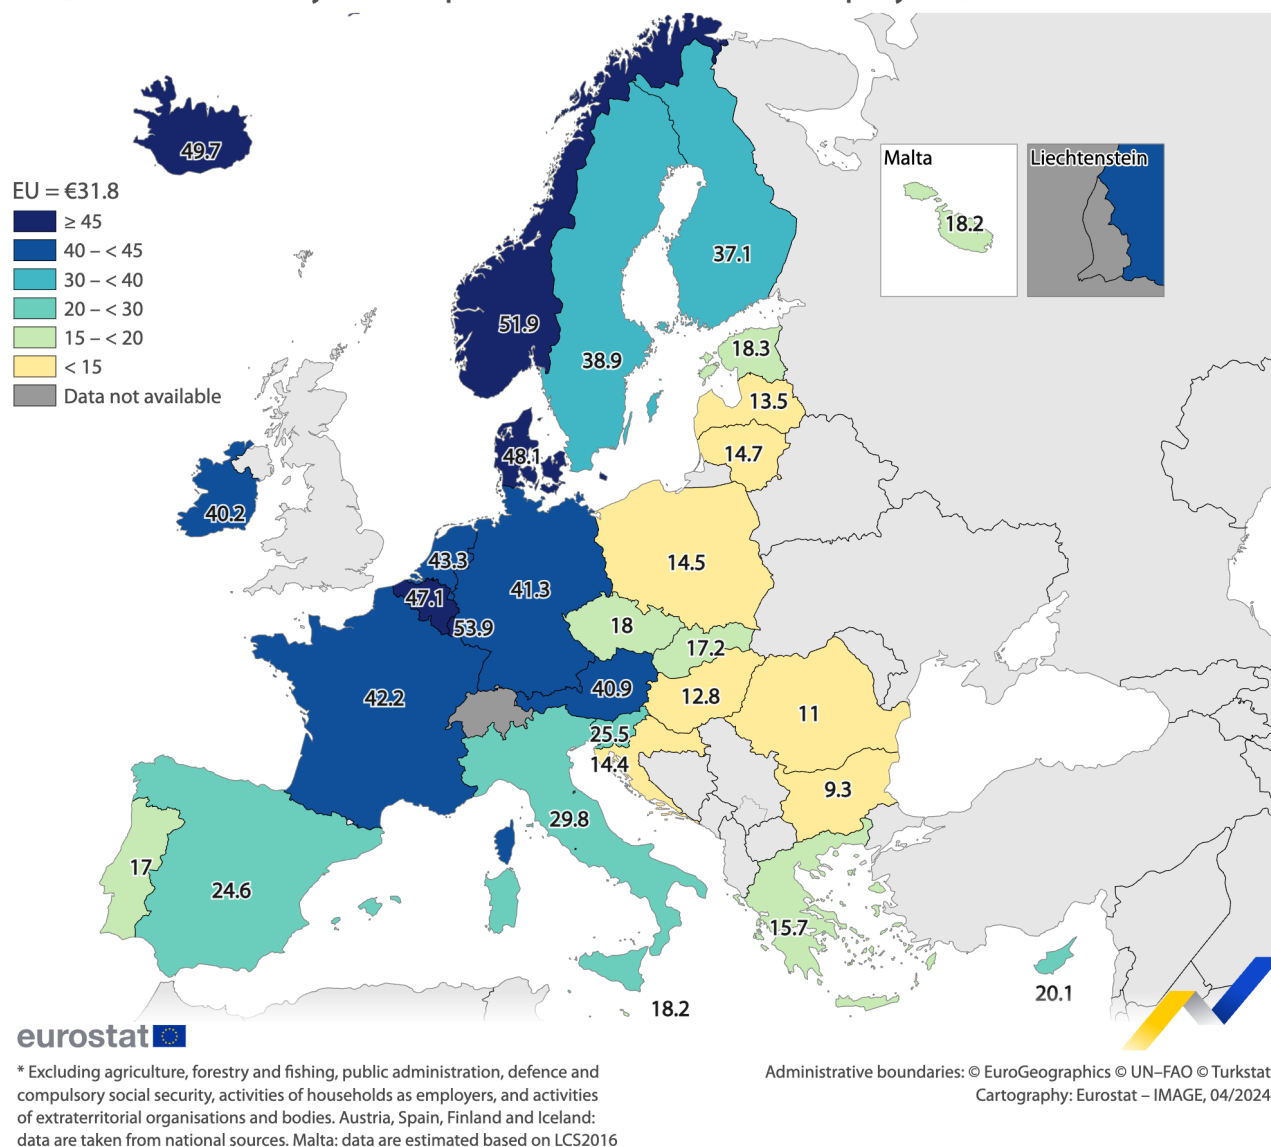 49.7
EU = €31.8
≥ 45
40 – < 45
30 – < 40
20 – < 30
15 – < 20
< 15
Data not available
Malta
18.2
Liechtenstein
37.1
51.9
38.9
18.3
13.5
14.7
48.1
40.2
43.3
41.3
14.5
47.1
53.9
18
17.2
42.2
40.9
12.8
11
25.5
14.4
9.3
29.8
17
24.6
15.7
18.2
20.1
eurostat
* Excluding agriculture, forestry and fishing, public administration, defence and
compulsory social security, activities of households as employers, and activities
of extraterritorial organisations and bodies. Austria, Spain, Finland and Iceland:
data are taken from national sources. Malta: data are estimated based on LCS2016
Administrative boundaries: © EuroGeographics © UN–FAO © Turkstat
Cartography: Eurostat – IMAGE, 04/2024